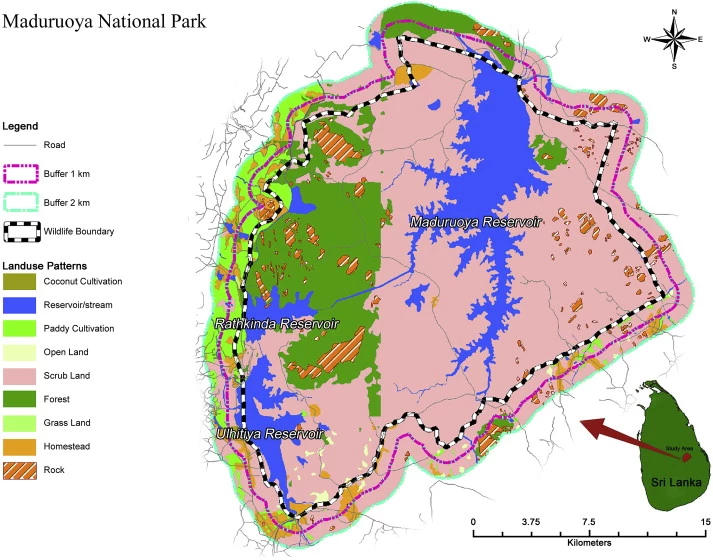 Maduruoya National Park
N
W E
S
Legend
Road
Buffer 1 km
Buffer 2 km
Wildlife Boundary
Landuse Patterns
Coconut Cultivation
Reservoir/stream
Paddy Cultivation
Open Land
Scrub Land
Forest
Grass Land
Homestead
Rock
Maduruoya Reservoir
Rathkinda Reservoir
Ulhitiya Reservoir
Study Area
Sri Lanka
0 3.75 7.5 15
Kilometers